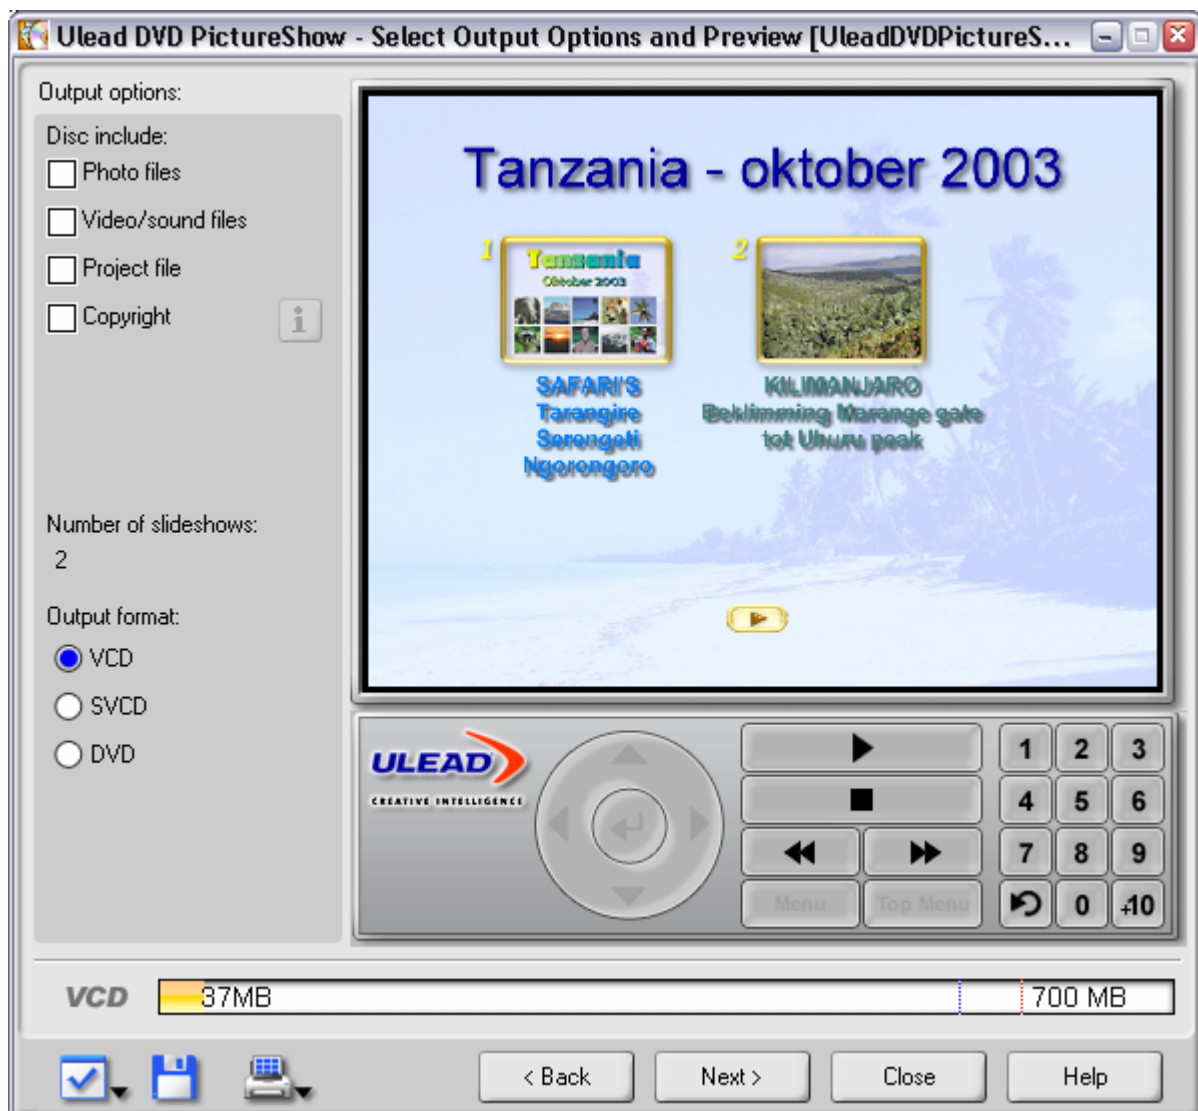 Ulead DVD PictureShow - Select Output Options and Preview [UleadDVDPictureS...
Output options:
Disc include:
Photo files
Video/sound files
Project file
Copyright
i
Number of slideshows:
2
Output format:
VCD
SVCD
DVD
Tanzania - oktober 2003
1
Tanzania
Oktober 2003
2
SAFARI'S
Tarangire
Serengeti
Ngorongoro
KILIMANJARO
Beklimming Marange gate
tot Uhuru peak
ULEAD
CREATIVE INTELLIGENCE
Menu
Top Menu
1 2 3
4 5 6
7 8 9
0 +10
VCD
37MB
700 MB
< Back
Next >
Close
Help